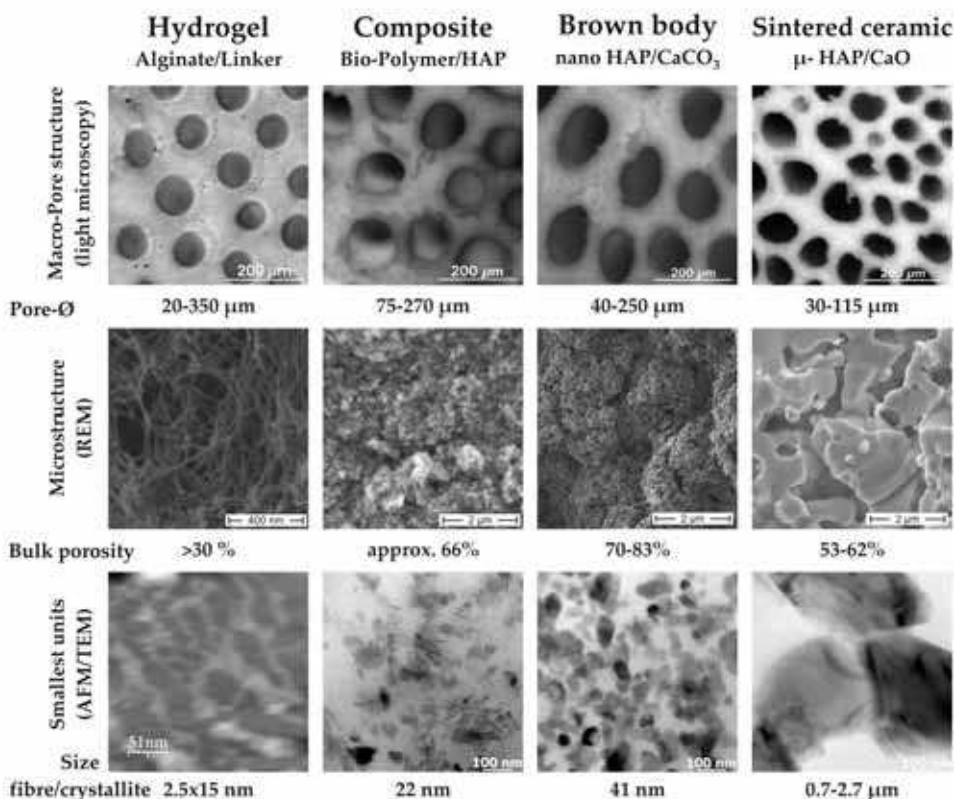 Hydrogel Composite Brown body Sintered ceramic
Alginate/Linker Bio-Polymer/HAP nano HAP/CaCO₃ μ- HAP/CaO
Macro-Pore structure
(light microscopy)
200 μm 200 μm 200 μm 200 μm
Pore-Ø 20-350 μm 75-270 μm 40-250 μm 30-115 μm
Microstructure
(REM)
400 nm 2 μm 2 μm 2 μm
Bulk porosity >30 % approx. 66% 70-83% 53-62%
Smallest units
(AFM/TEM)
51nm 100 nm 100 nm 100 nm
Size
fibre/crystallite 2.5x15 nm 22 nm 41 nm 0.7-2.7 μm